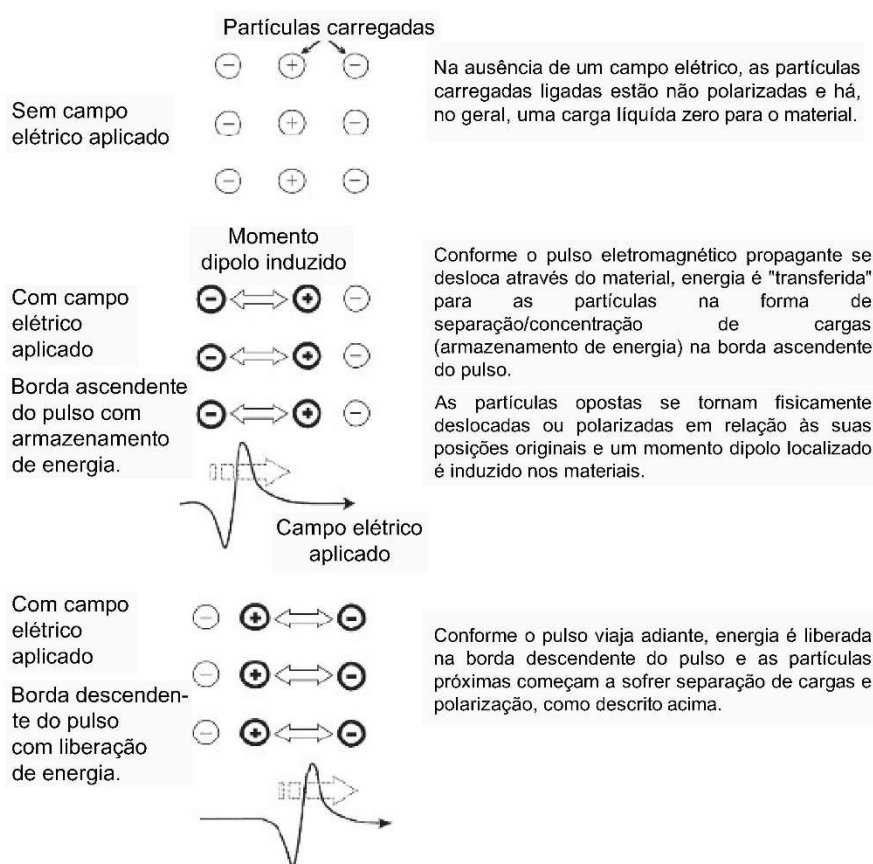 Partículas carregadas
Sem campo
elétrico aplicado
Na ausência de um campo elétrico, as partículas
carregadas ligadas estão não polarizadas e há,
no geral, uma carga líquída zero para o material.
Momento
dipolo induzido
Com campo
elétrico
aplicado
Borda ascendente
do pulso com
armazenamento
de energia.
Campo elétrico
aplicado
Conforme o pulso eletromagnético propagante se
desloca através do material, energia é "transferida"
para as partículas na forma de
separação/concentração de cargas
(armazenamento de energia) na borda ascendente
do pulso.
As partículas opostas se tornam fisicamente
deslocadas ou polarizadas em relação às suas
posições originais e um momento dipolo localizado
é induzido nos materiais.
Com campo
elétrico
aplicado
Borda descenden-
te do pulso
com liberação
de energia.
Conforme o pulso viaja adiante, energia é liberada
na borda descendente do pulso e as partículas
próximas começam a sofrer separação de cargas e
polarização, como descrito acima.